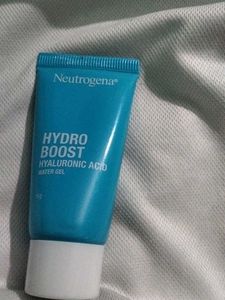 Neutrogena®
HYDRO
BOOST
HYALURONIC ACID
WATER GEL